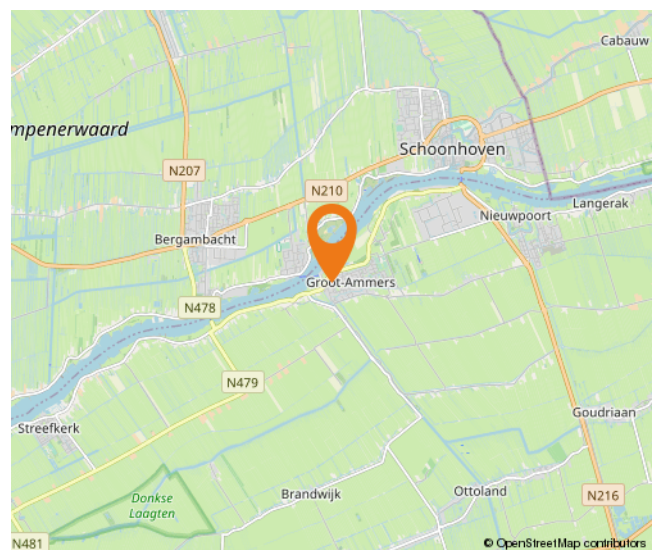 Cabauw
mpenerwaard
Schoonhoven
N207
N210
Langerak
Nieuwpoort
Bergambacht
Groot-Ammers
N478
N479
Goudriaan
Streefkerk
Donkse
Laagten
Brandwijk
Ottoland
N216
N481
© OpenStreetMap contributors